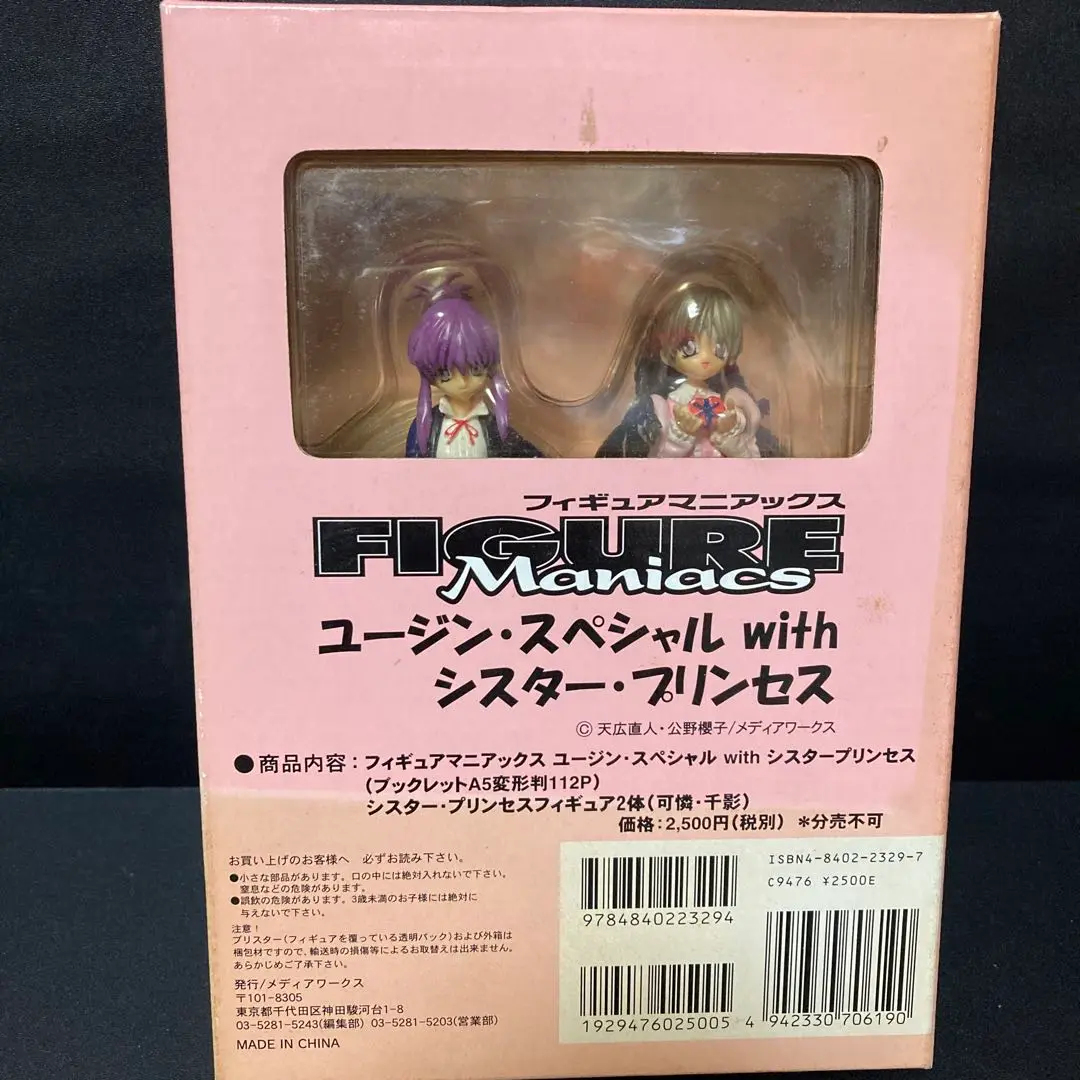 フィギュアマニアックス
FIGURE
Maniacs
ユージン・スペシャル with
シスター・プリンセス
© 天広直人・公野櫻子/メディアワークス
●商品内容:フィギュアマニアックス ユージン・スペシャル with シスタープリンセス
(ブックレットA5変形判112P)
シスター・プリンセスフィギュア2体(可憐・千影)
価格:2,500円(税別) *分売不可
お買い上げのお客様へ 必ずお読み下さい。
●小さな部品があります。口の中には絶対入れないで下さい。
窒息などの危険があります。
●誤飲の危険があります。3歳未満のお子様には絶対に
与えないで下さい。
注意!
ブリスター(フィギュアを覆っている透明パック)および外箱は
梱包材ですので、輸送時の損傷等によるお取替えは出来ません。
あらかじめご了承下さい。
発行/メディアワークス
〒101-8305
東京都千代田区神田駿河台1-8
03-5281-5243(編集部) 03-5281-5203(営業部)
MADE IN CHINA
ISBN4-8402-2329-7
C9476 ¥2500E
9784840223294
1929476025005
4942330706190